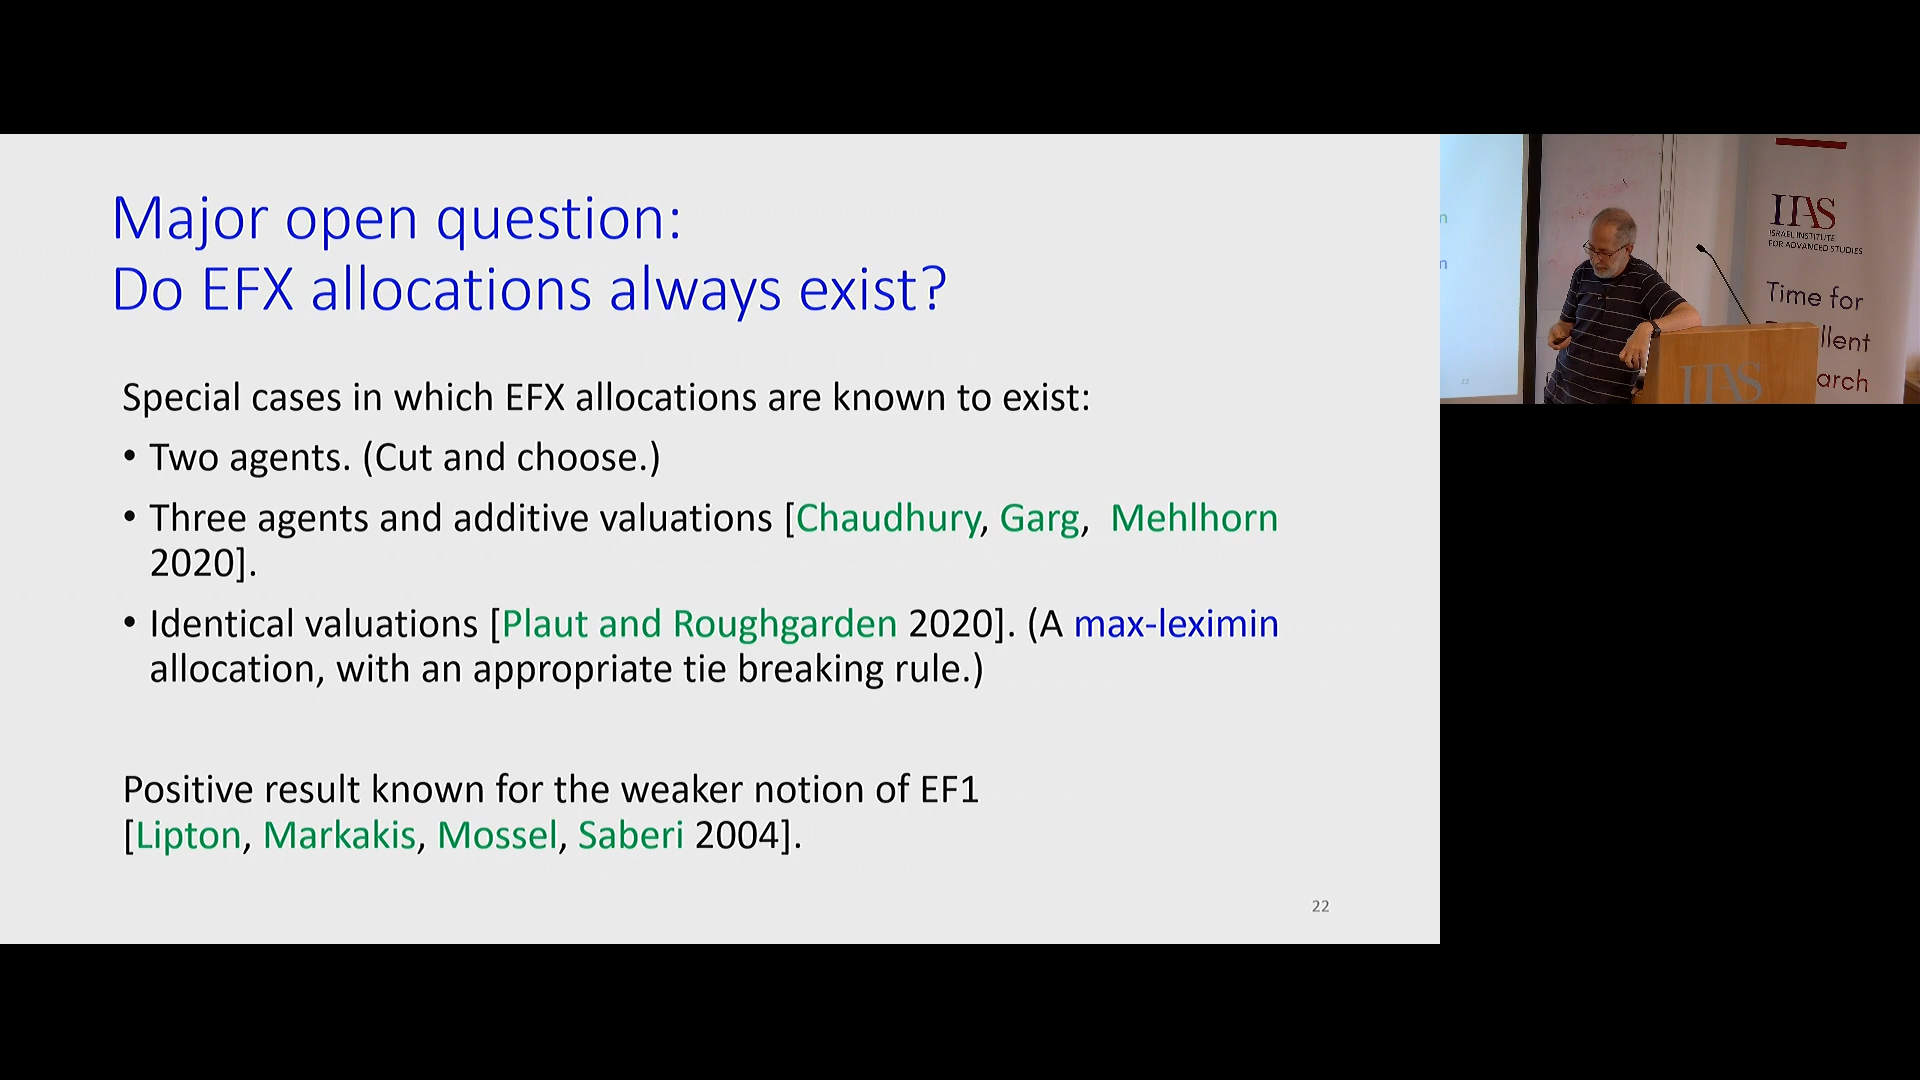 Major open question:
Do EFX allocations always exist?
Special cases in which EFX allocations are known to exist:
• Two agents. (Cut and choose.)
• Three agents and additive valuations [Chaudhury, Garg, Mehlhorn
2020].
• Identical valuations [Plaut and Roughgarden 2020]. (A max-leximin
allocation, with an appropriate tie breaking rule.)
Positive result known for the weaker notion of EF1
[Lipton, Markakis, Mossel, Saberi 2004].
22
n
n
22
IIAS
ISRAEL INSTITUTE
FOR ADVANCED STUDIES
Time for
llent
arch
IIAS